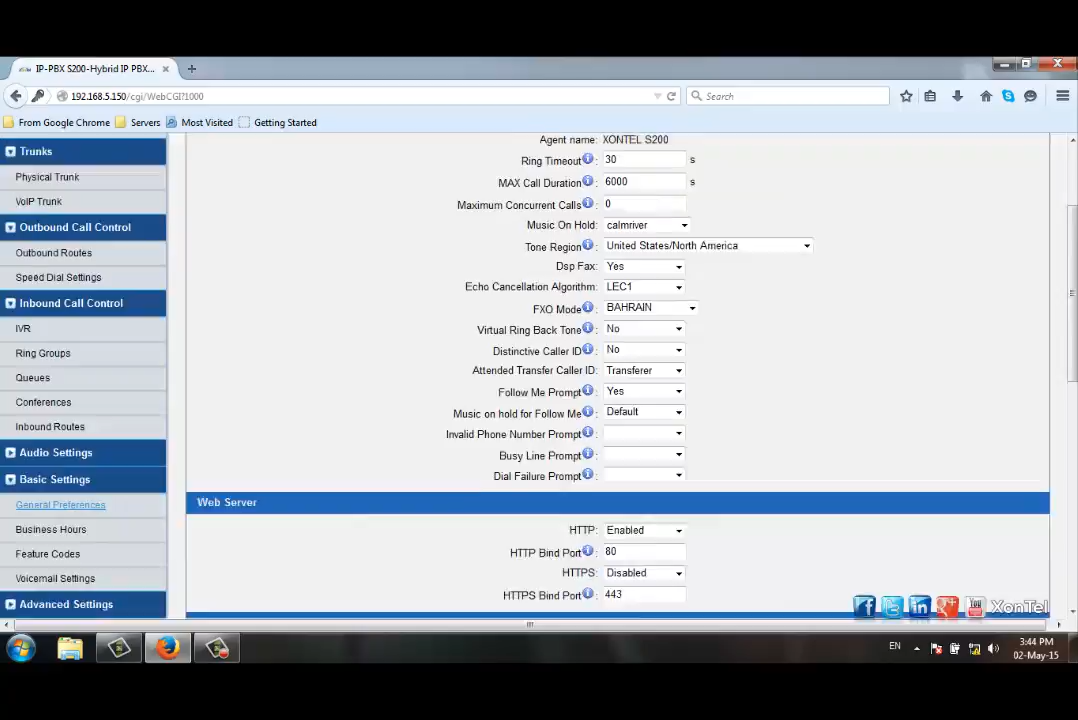 IP-PBX S200-Hybrid IP PBX...
192.168.5.150/cgi/WebCGI?1000
Search
From Google Chrome
Servers
Most Visited
Getting Started
Trunks
Physical Trunk
VoIP Trunk
Outbound Call Control
Outbound Routes
Speed Dial Settings
Inbound Call Control
IVR
Ring Groups
Queues
Conferences
Inbound Routes
Audio Settings
Basic Settings
General Preferences
Business Hours
Feature Codes
Voicemail Settings
Advanced Settings
Agent name: XONTEL S200
Ring Timeout : 30 s
MAX Call Duration : 6000 s
Maximum Concurrent Calls : 0
Music On Hold: calmriver
Tone Region : United States/North America
Dsp Fax: Yes
Echo Cancellation Algorithm: LEC1
FXO Mode : BAHRAIN
Virtual Ring Back Tone : No
Distinctive Caller ID : No
Attended Transfer Caller ID: Transferer
Follow Me Prompt : Yes
Music on hold for Follow Me : Default
Invalid Phone Number Prompt :
Busy Line Prompt :
Dial Failure Prompt :
Web Server
HTTP: Enabled
HTTP Bind Port : 80
HTTPS: Disabled
HTTPS Bind Port : 443
XonTel
EN
3:44 PM
02-May-15